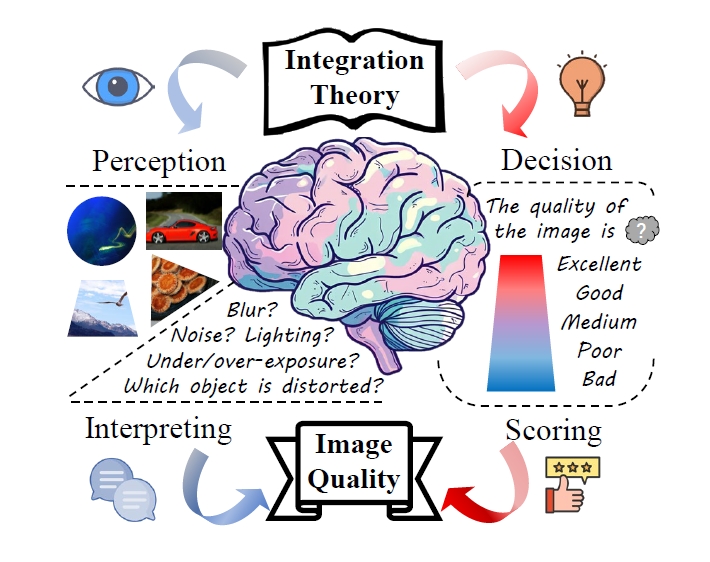 Integration
Theory
Perception
Decision
The quality of
the image is ?
Excellent
Good
Medium
Poor
Bad
Blur?
Noise? Lighting?
Under/over-exposure?
Which object is distorted?
Interpreting
Scoring
Image
Quality